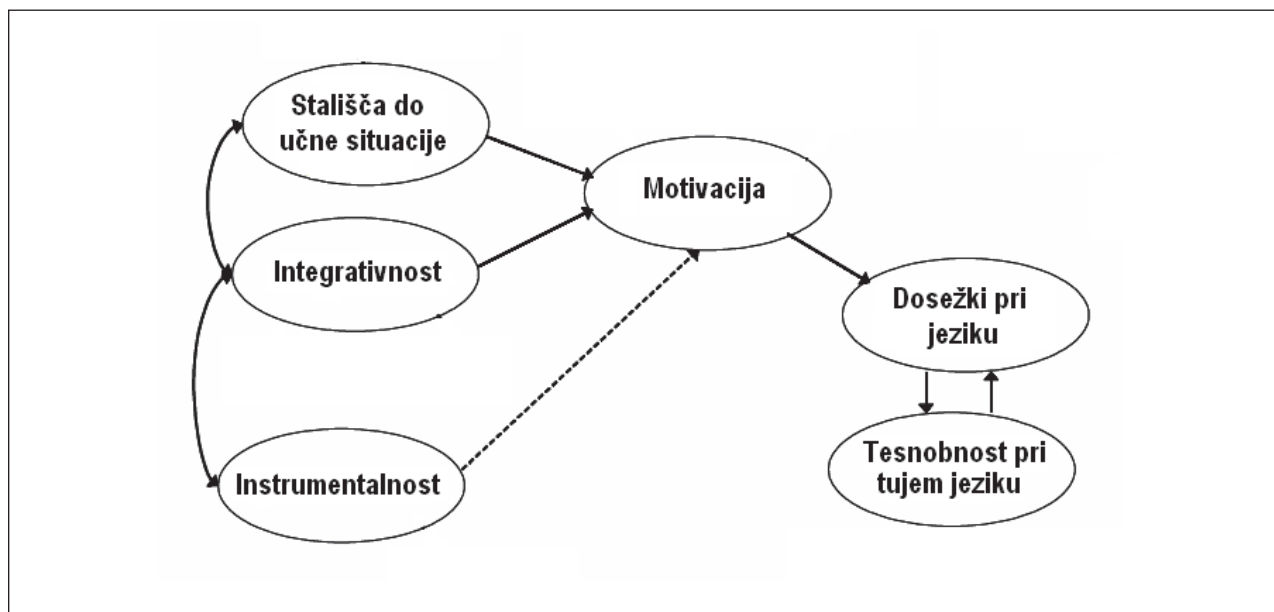 Stališča do
učne situacije
Motivacija
Integrativnost
Dosežki pri
jeziku
Tesnobnost pri
tujem jeziku
Instrumentalnost